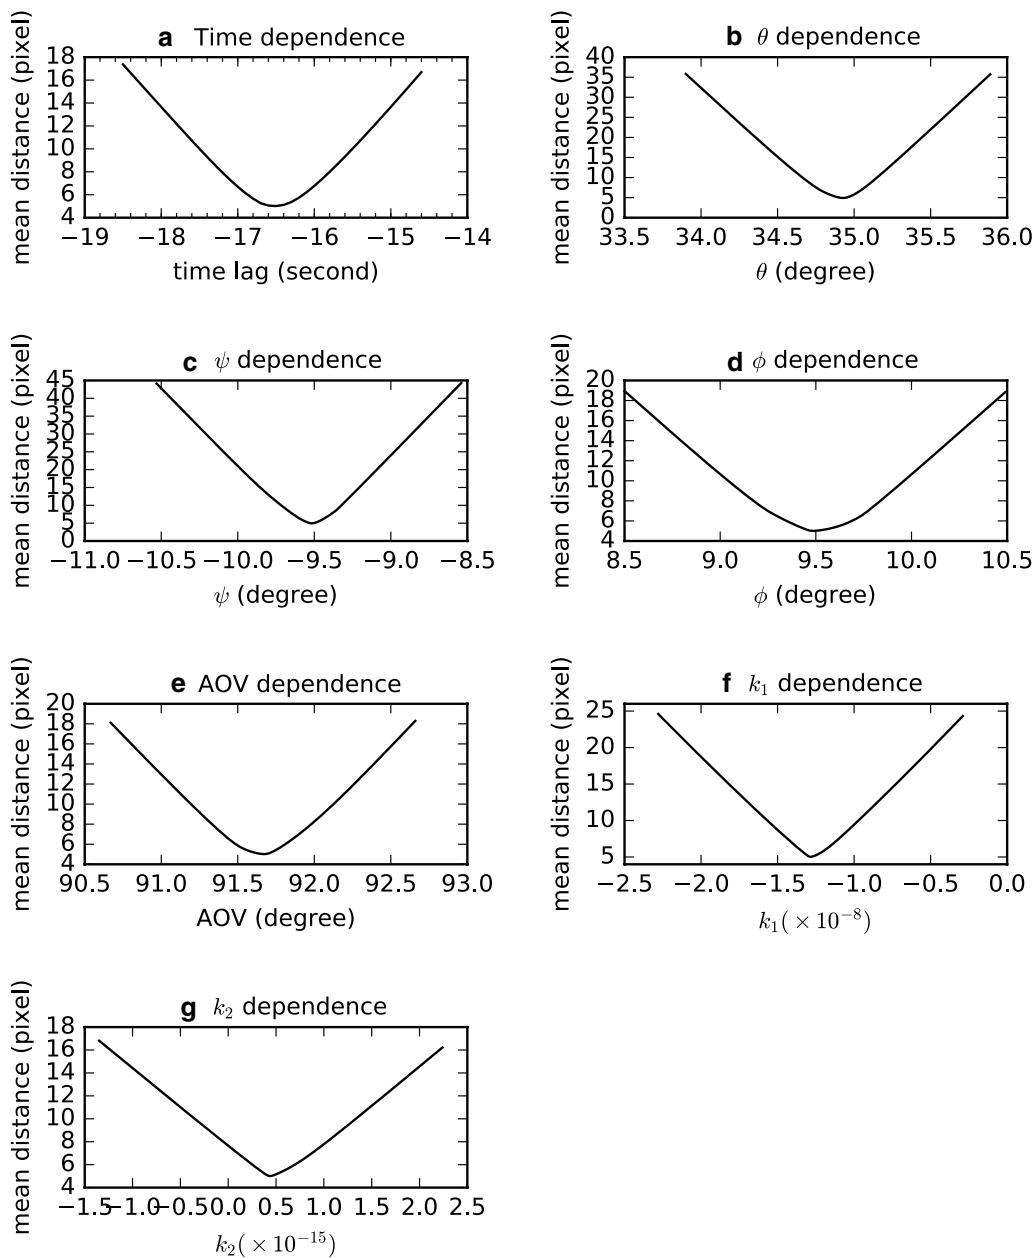 a Time dependence
mean distance (pixel)
18
16
14
12
10
8
6
4
−19 −18 −17 −16 −15 −14
time lag (second)
b θ dependence
mean distance (pixel)
40
35
30
25
20
15
10
5
0
33.5 34.0 34.5 35.0 35.5 36.0
θ (degree)
c ψ dependence
mean distance (pixel)
45
40
35
30
25
20
15
10
5
0
−11.0 −10.5 −10.0 −9.5 −9.0 −8.5
ψ (degree)
d ϕ dependence
mean distance (pixel)
20
18
16
14
12
10
8
6
4
8.5 9.0 9.5 10.0 10.5
ϕ (degree)
e AOV dependence
mean distance (pixel)
20
18
16
14
12
10
8
6
4
90.5 91.0 91.5 92.0 92.5 93.0
AOV (degree)
f k₁ dependence
mean distance (pixel)
25
20
15
10
5
−2.5 −2.0 −1.5 −1.0 −0.5 0.0
k₁(×10⁻⁸)
g k₂ dependence
mean distance (pixel)
18
16
14
12
10
8
6
4
−1.5 −1.0 −0.5 0.0 0.5 1.0 1.5 2.0 2.5
k₂(×10⁻¹⁵)